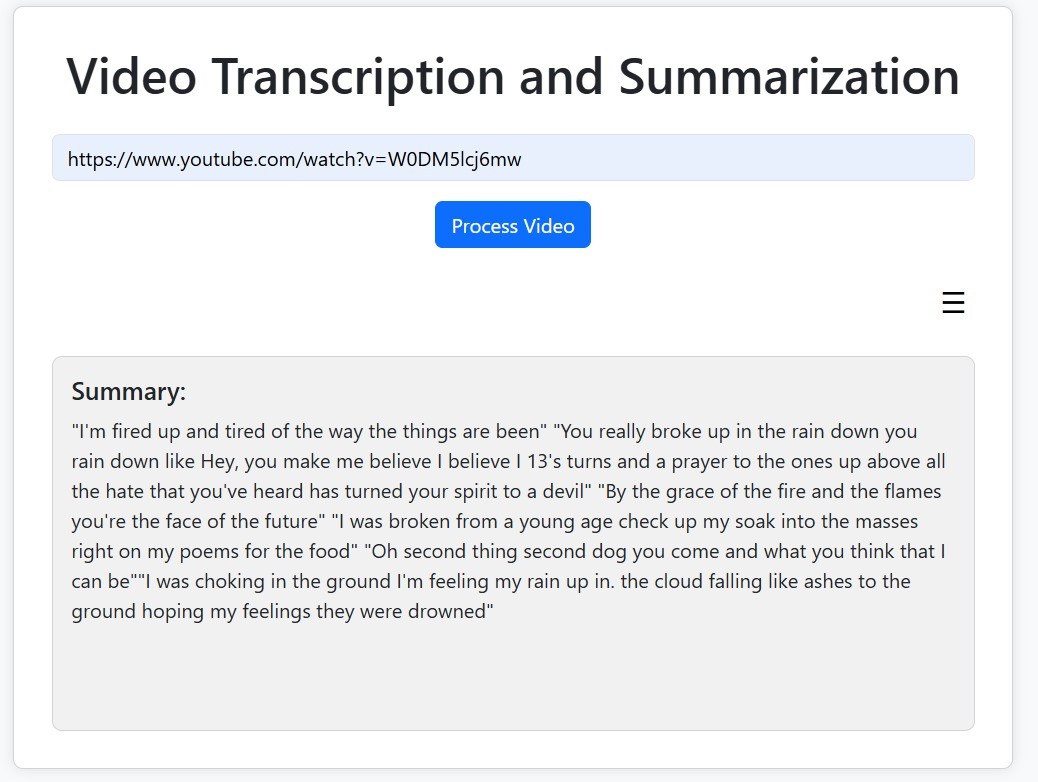 Video Transcription and Summarization
https://www.youtube.com/watch?v=W0DM5lcj6mw
Process Video
☰
Summary:
"I'm fired up and tired of the way the things are been" "You really broke up in the rain down you
rain down like Hey, you make me believe I believe I 13's turns and a prayer to the ones up above all
the hate that you've heard has turned your spirit to a devil" "By the grace of the fire and the flames
you're the face of the future" "I was broken from a young age check up my soak into the masses
right on my poems for the food" "Oh second thing second dog you come and what you think that I
can be""I was choking in the ground I'm feeling my rain up in. the cloud falling like ashes to the
ground hoping my feelings they were drowned"